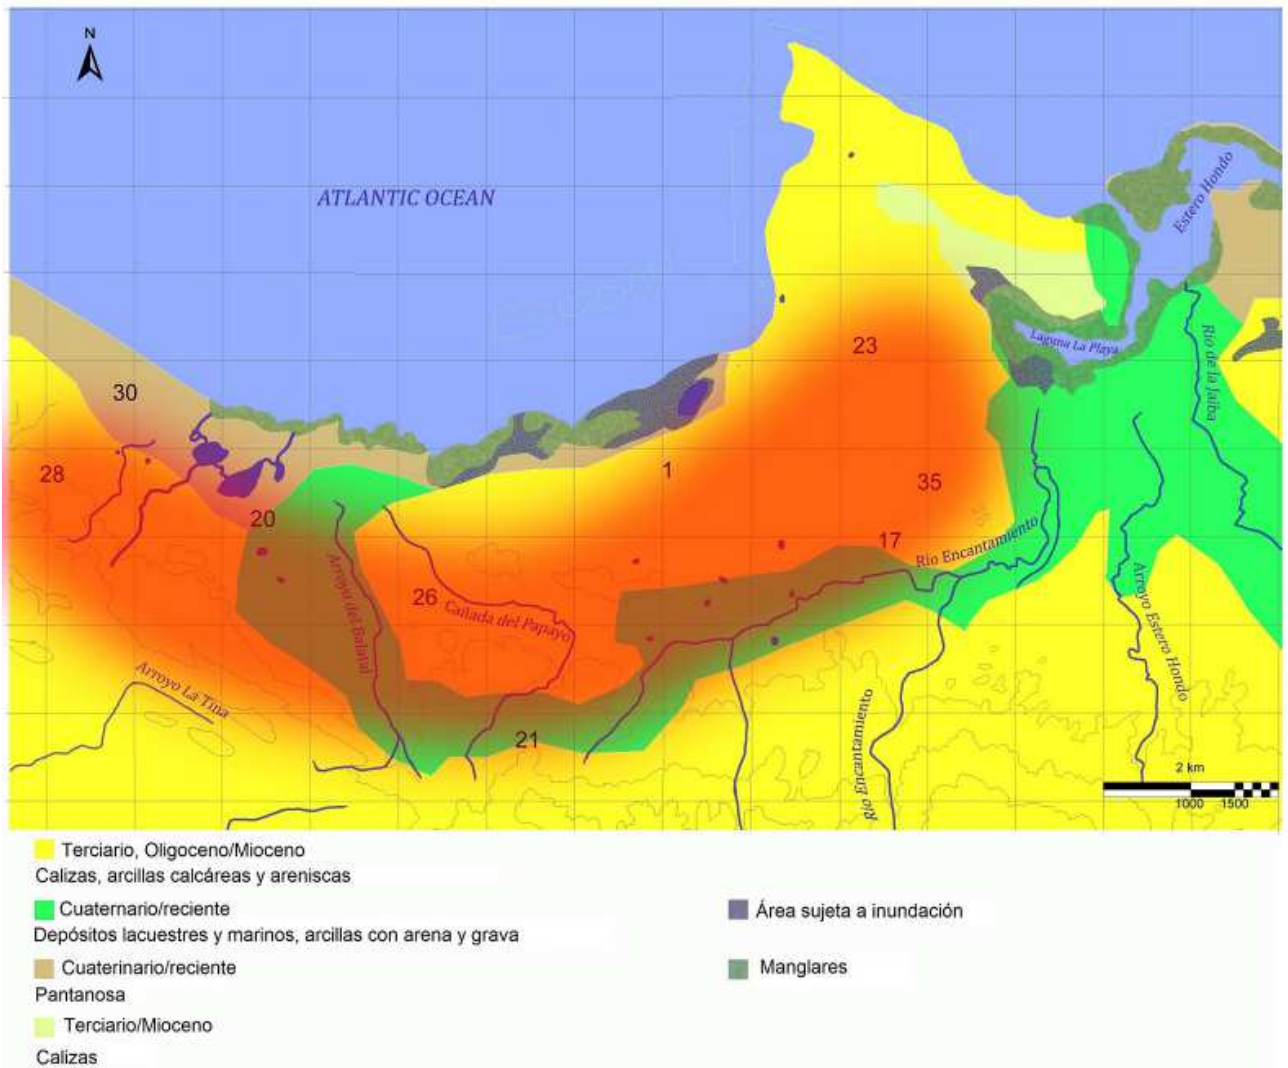 N
ATLANTIC OCEAN
Estero Hondo
Laguna La Playa
Rio de la Jaiba
23
30
28
1
35
20
17
Rio Encantamiento
26
Arroyo del Balatal
Cañada del Papayo
Arroyo Estero Hondo
Arroyo La Tina
21
Rio Encantamiento
2 km
1000 1500
Terciario, Oligoceno/Mioceno
Calizas, arcillas calcáreas y areniscas
Cuaternario/reciente
Depósitos lacuestres y marinos, arcillas con arena y grava
Área sujeta a inundación
Cuaterinario/reciente
Pantanosa
Manglares
Terciario/Mioceno
Calizas